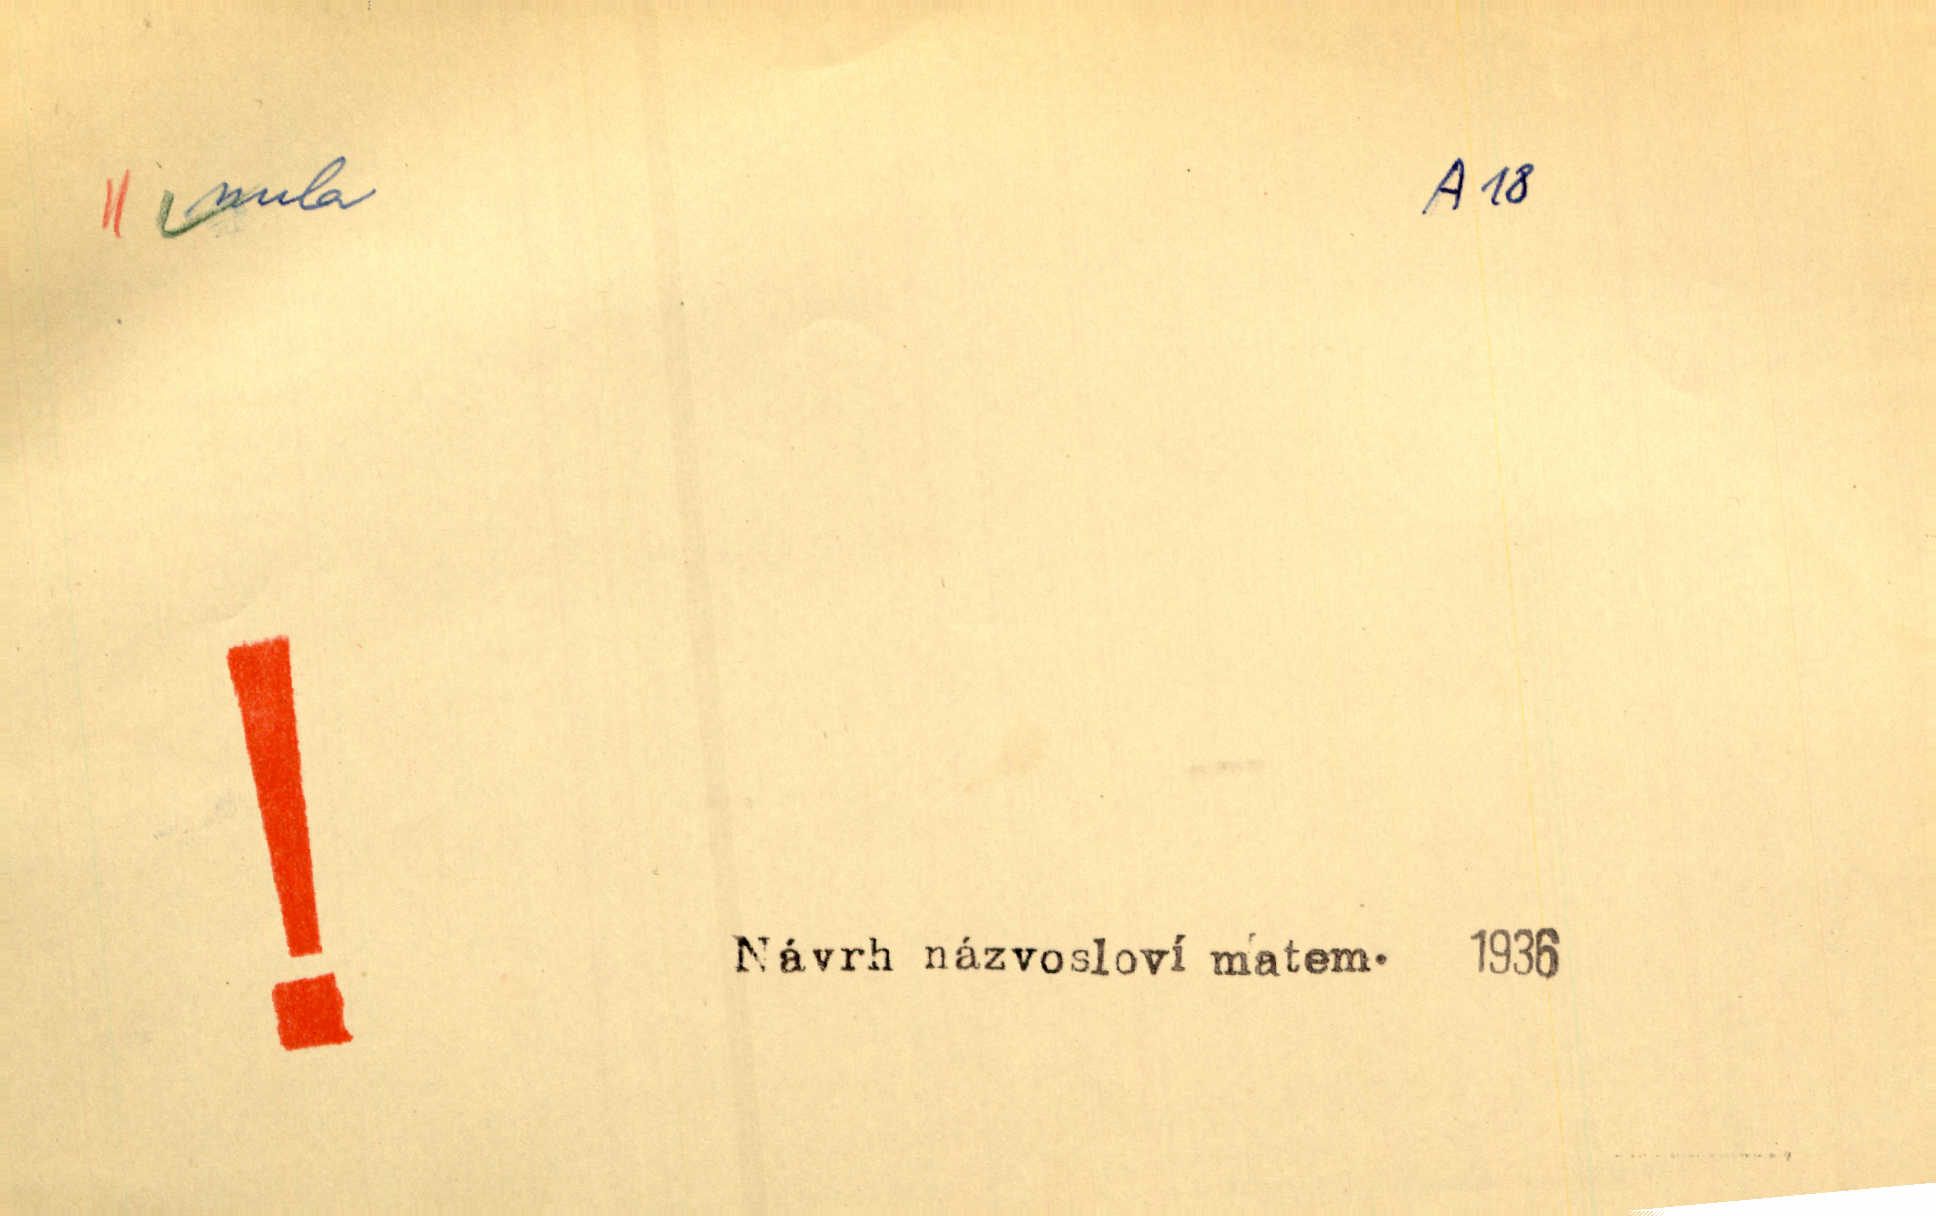 nula A 18
!
Návrh názvosloví matem. 1936